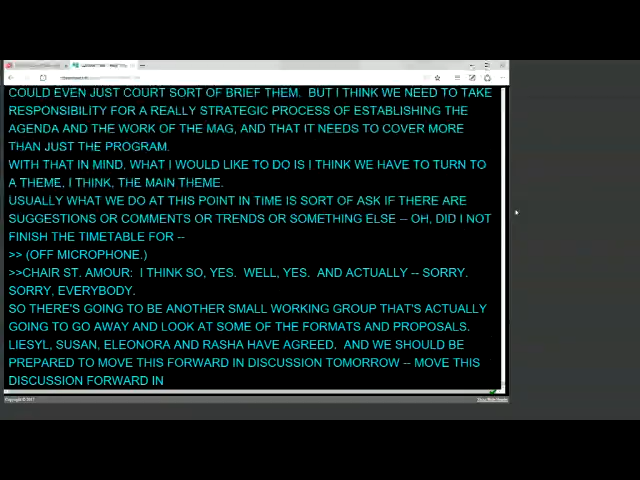 COULD EVEN JUST COURT SORT OF BRIEF THEM.  BUT I THINK WE NEED TO TAKE
RESPONSIBILITY FOR A REALLY STRATEGIC PROCESS OF ESTABLISHING THE
AGENDA AND THE WORK OF THE MAG, AND THAT IT NEEDS TO COVER MORE
THAN JUST THE PROGRAM.
WITH THAT IN MIND, WHAT I WOULD LIKE TO DO IS I THINK WE HAVE TO TURN TO
A THEME, I THINK, THE MAIN THEME.
USUALLY WHAT WE DO AT THIS POINT IN TIME IS SORT OF ASK IF THERE ARE
SUGGESTIONS OR COMMENTS OR TRENDS OR SOMETHING ELSE -- OH, DID I NOT
FINISH THE TIMETABLE FOR --
>> (OFF MICROPHONE.)
>>CHAIR ST. AMOUR:  I THINK SO, YES.  WELL, YES.  AND ACTUALLY -- SORRY.
SORRY, EVERYBODY.
SO THERE'S GOING TO BE ANOTHER SMALL WORKING GROUP THAT'S ACTUALLY
GOING TO GO AWAY AND LOOK AT SOME OF THE FORMATS AND PROPOSALS.
LIESYL, SUSAN, ELEONORA AND RASHA HAVE AGREED.  AND WE SHOULD BE
PREPARED TO MOVE THIS FORWARD IN DISCUSSION TOMORROW -- MOVE THIS
DISCUSSION FORWARD IN